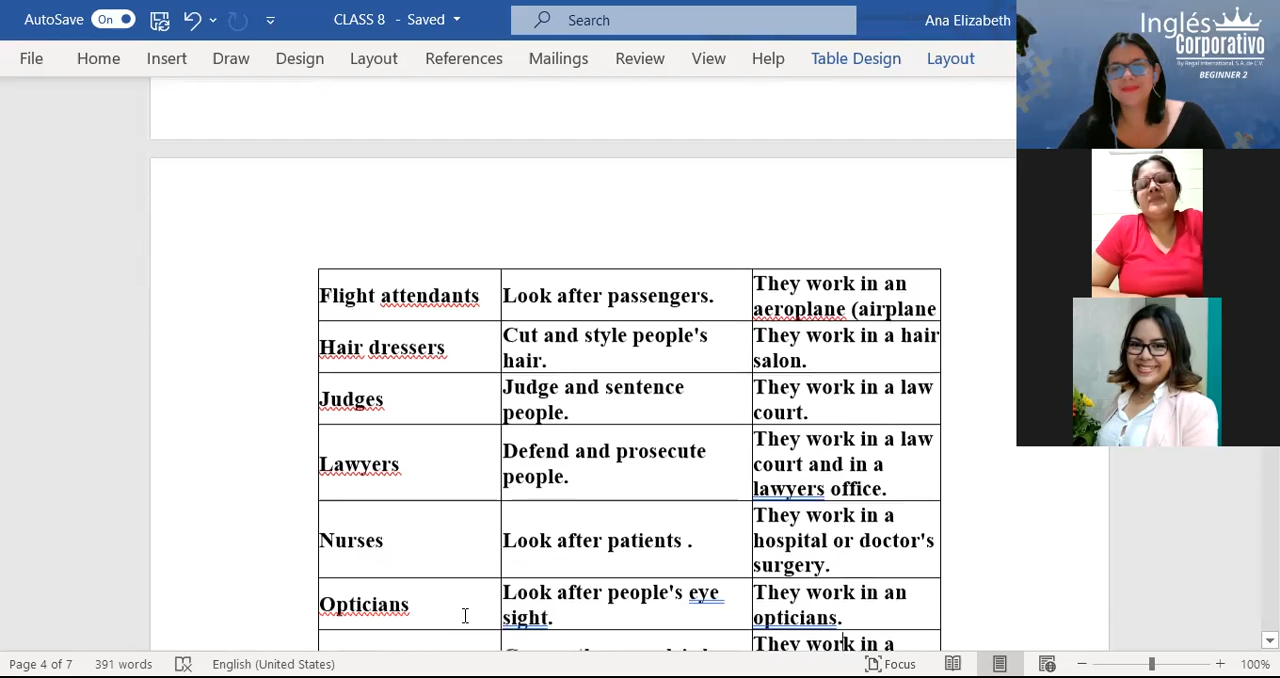 AutoSave On CLASS 8 - Saved Search Ana Elizabeth
File Home Insert Draw Design Layout References Mailings Review View Help Table Design Layout
Inglés
Corporativo
By Regal International, S.A. de C.V.
BEGINNER 2
Flight attendants
Look after passengers.
They work in an
aeroplane (airplane
Hair dressers
Cut and style people's
hair.
They work in a hair
salon.
Judges
Judge and sentence
people.
They work in a law
court.
Lawyers
Defend and prosecute
people.
They work in a law
court and in a
lawyers office.
Nurses
Look after patients .
They work in a
hospital or doctor's
surgery.
Opticians
Look after people's eye
sight.
They work in an
opticians.
They work in a
Page 4 of 7 391 words English (United States) Focus 100%